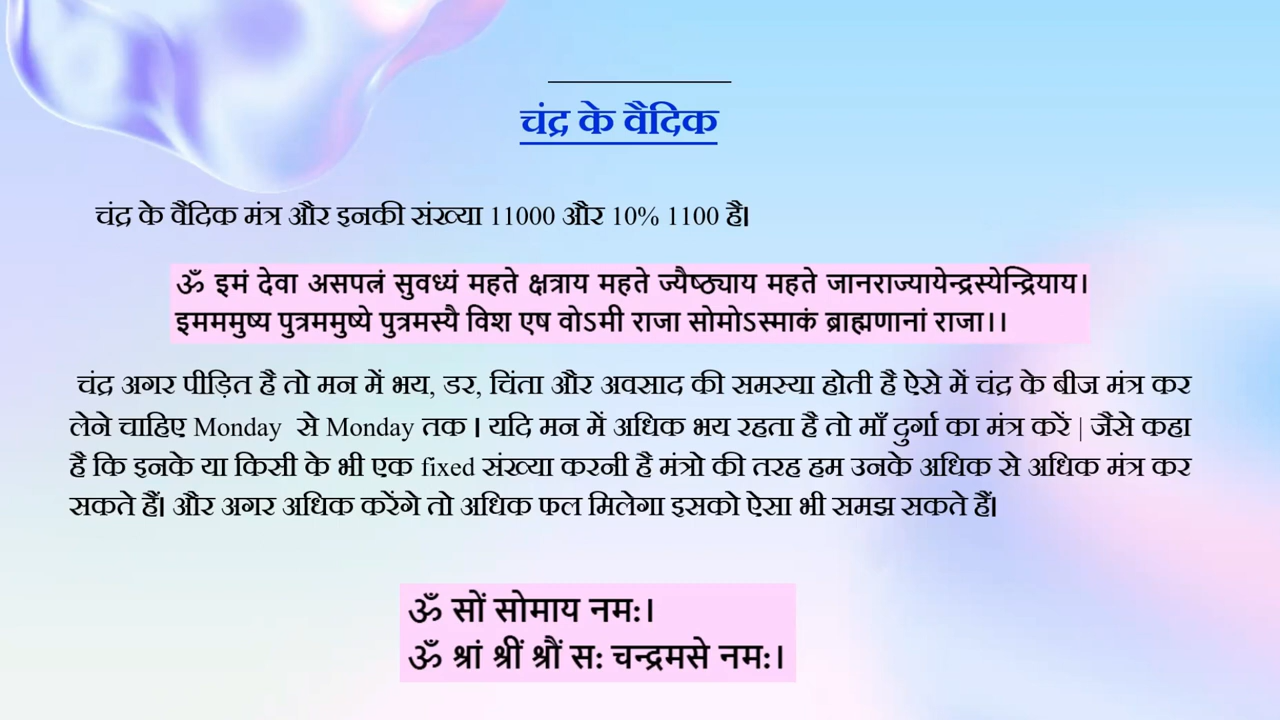 चंद्र के वैदिक
चंद्र के वैदिक मंत्र और इनकी संख्या 11000 और 10% 1100 है।
ॐ इमं देवा असपत्नं सुवध्यं महते क्षत्राय महते ज्यैष्ठ्याय महते जानराज्यायेन्द्रस्येन्द्रियाय।
इमममुष्य पुत्रममुष्ये पुत्रमस्यै विश एष वोऽमी राजा सोमोऽस्माकं ब्राह्मणानां राजा।।
चंद्र अगर पीड़ित है तो मन में भय, डर, चिंता और अवसाद की समस्या होती है ऐसे में चंद्र के बीज मंत्र कर
लेने चाहिए Monday से Monday तक । यदि मन में अधिक भय रहता है तो माँ दुर्गा का मंत्र करें | जैसे कहा
है कि इनके या किसी के भी एक fixed संख्या करनी है मंत्रो की तरह हम उनके अधिक से अधिक मंत्र कर
सकते हैं। और अगर अधिक करेंगे तो अधिक फल मिलेगा इसको ऐसा भी समझ सकते हैं।
ॐ सों सोमाय नम:।
ॐ श्रां श्रीं श्रौं स: चन्द्रमसे नम:।